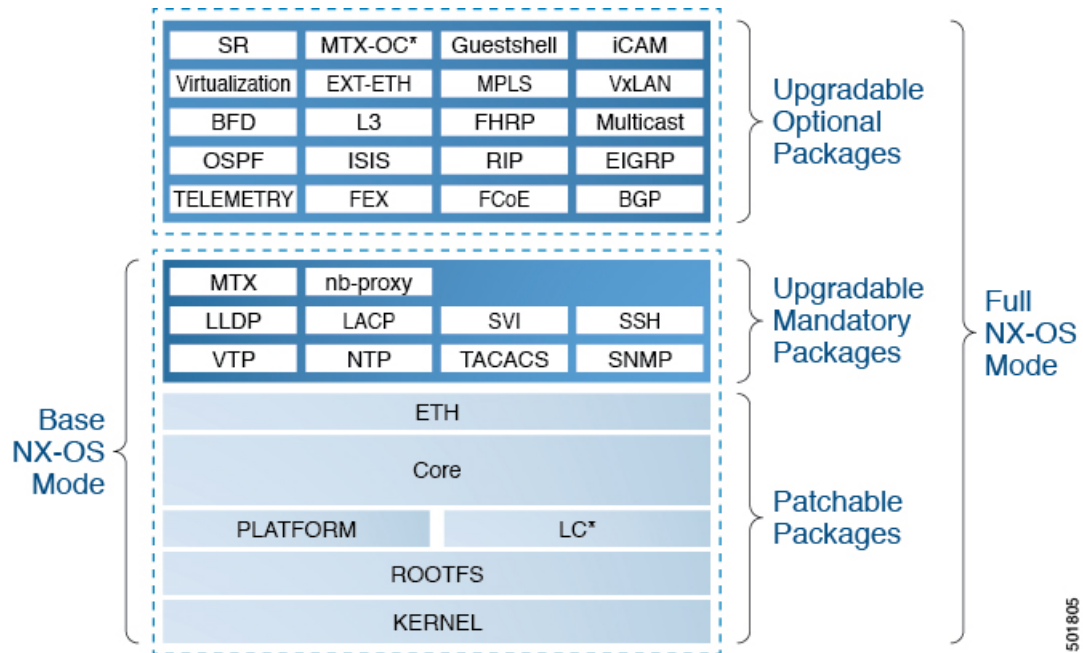 SR MTX-OC* Guestshell iCAM
Virtualization EXT-ETH MPLS VxLAN
BFD L3 FHRP Multicast
OSPF ISIS RIP EIGRP
TELEMETRY FEX FCoE BGP
Upgradable
Optional
Packages
MTX nb-proxy
LLDP LACP SVI SSH
VTP NTP TACACS SNMP
Upgradable
Mandatory
Packages
Full
NX-OS
Mode
Base
NX-OS
Mode
ETH
Core
PLATFORM LC*
ROOTFS
KERNEL
Patchable
Packages
501805